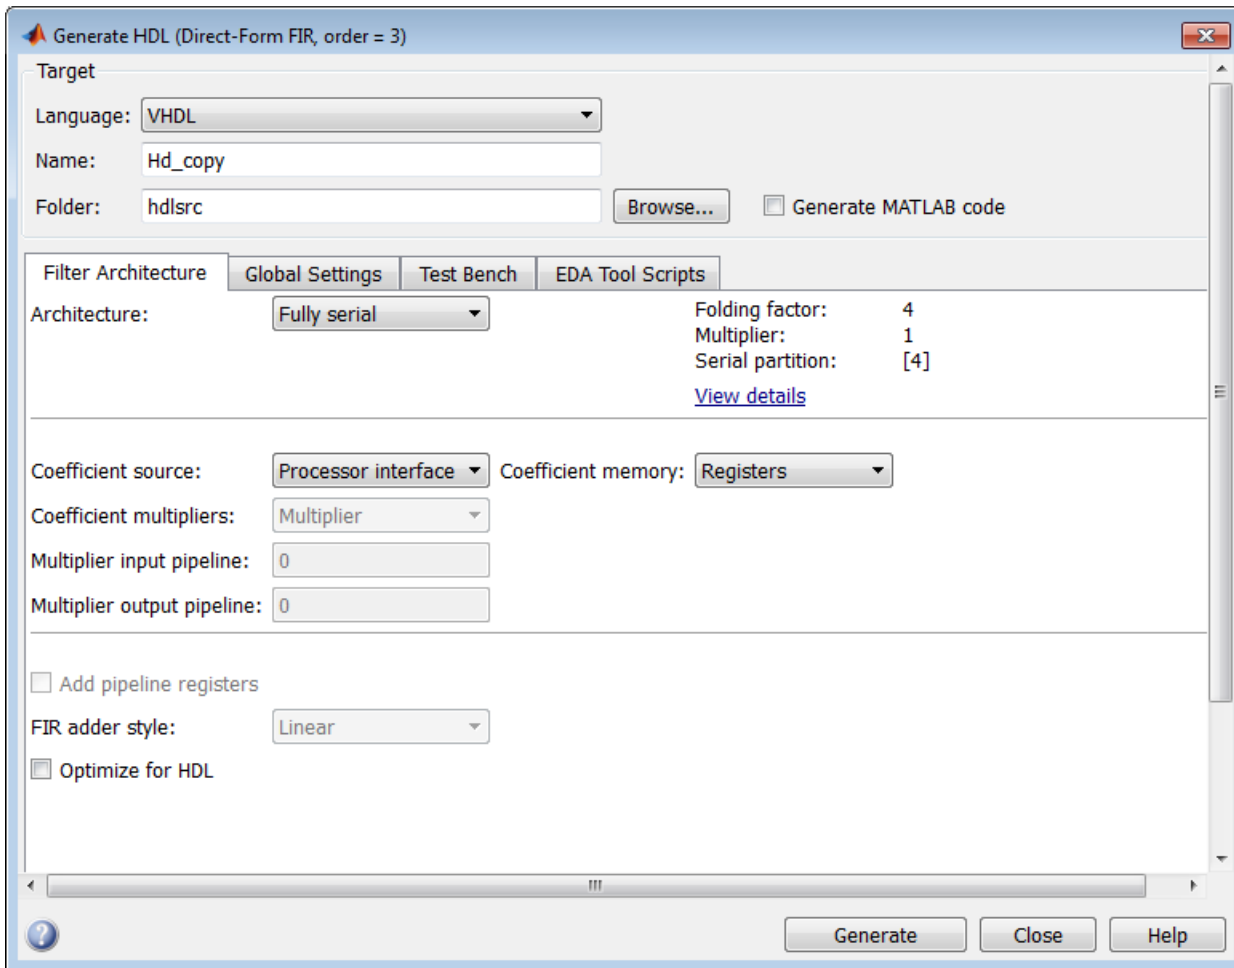 Generate HDL (Direct-Form FIR, order = 3)
Target
Language: VHDL
Name: Hd_copy
Folder: hdlsrc Browse... Generate MATLAB code
Filter Architecture Global Settings Test Bench EDA Tool Scripts
Architecture: Fully serial Folding factor: 4
Multiplier: 1
Serial partition: [4]
View details
Coefficient source: Processor interface Coefficient memory: Registers
Coefficient multipliers: Multiplier
Multiplier input pipeline: 0
Multiplier output pipeline: 0
Add pipeline registers
FIR adder style: Linear
Optimize for HDL
? Generate Close Help